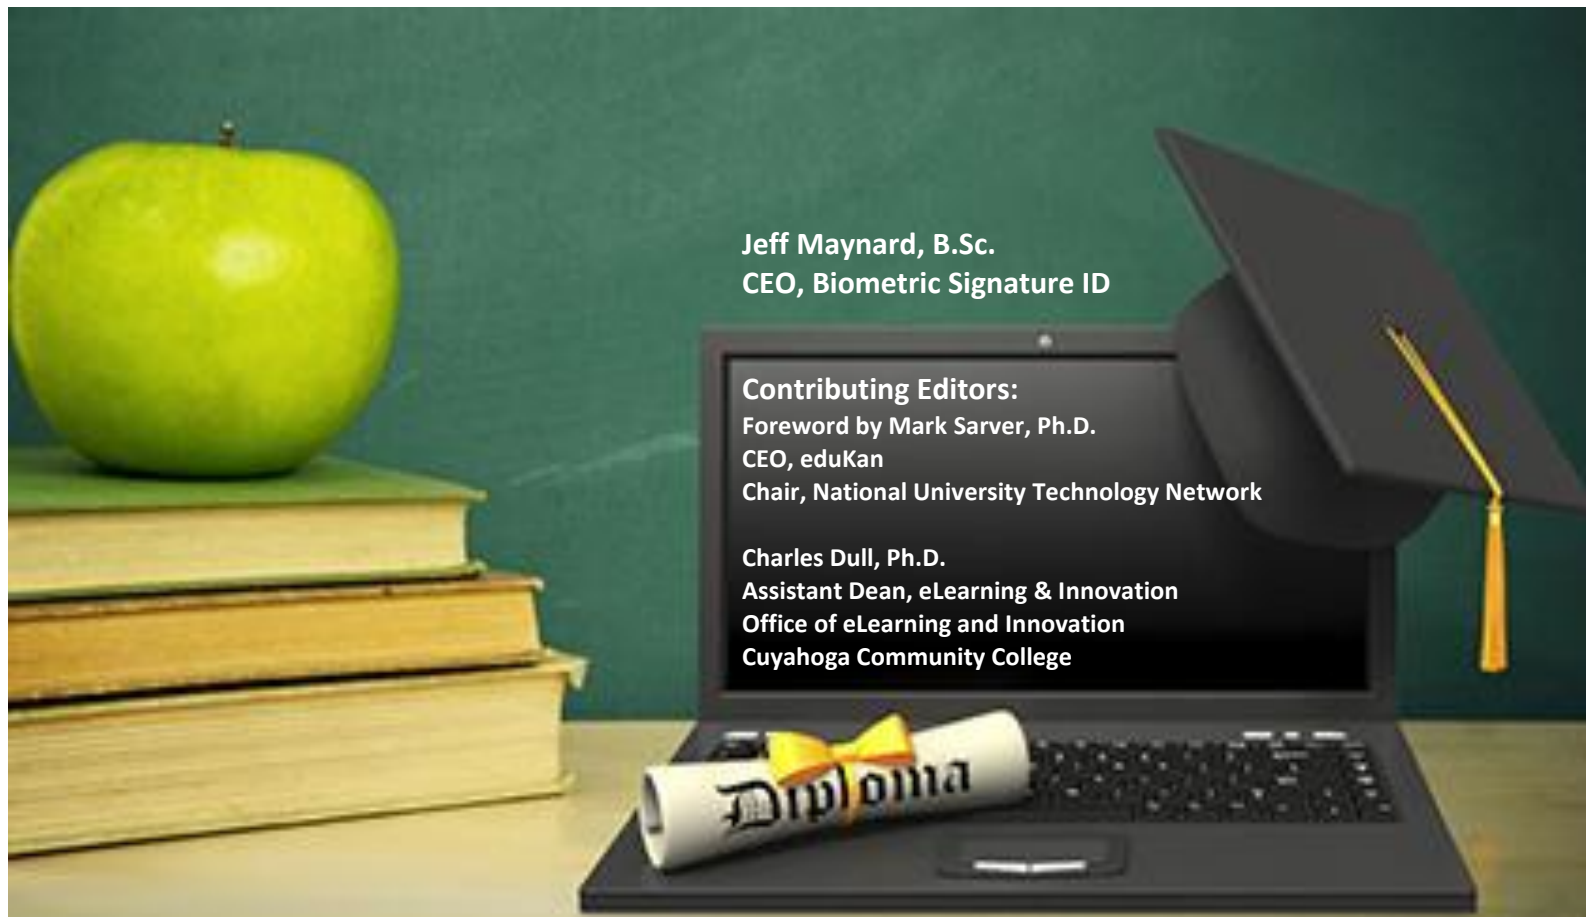 Jeff Maynard, B.Sc.
CEO, Biometric Signature ID
Contributing Editors:
Foreword by Mark Sarver, Ph.D.
CEO, eduKan
Chair, National University Technology Network
Charles Dull, Ph.D.
Assistant Dean, eLearning & Innovation
Office of eLearning and Innovation
Cuyahoga Community College
Diploma